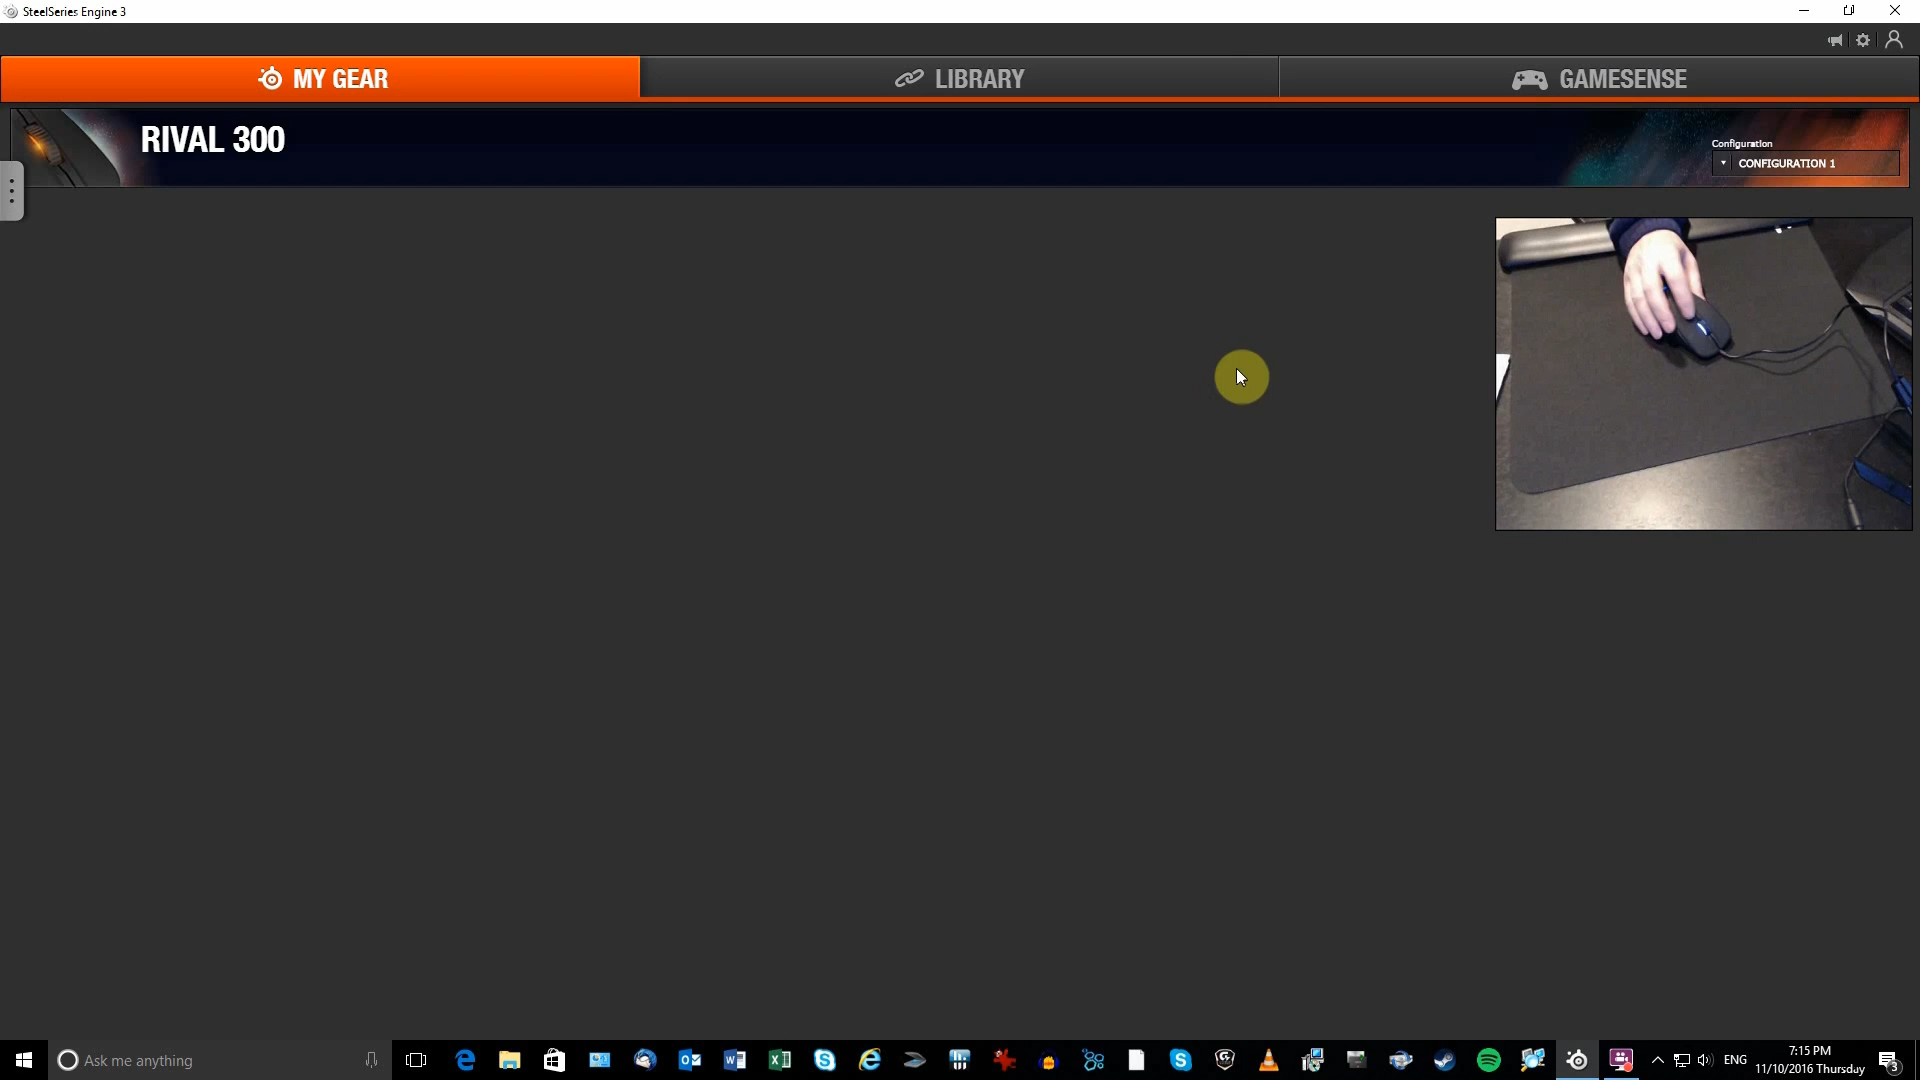 SteelSeries Engine 3
MY GEAR
LIBRARY
GAMESENSE
RIVAL 300
Configuration
CONFIGURATION 1
Ask me anything
ENG
7:15 PM
11/10/2016 Thursday
3